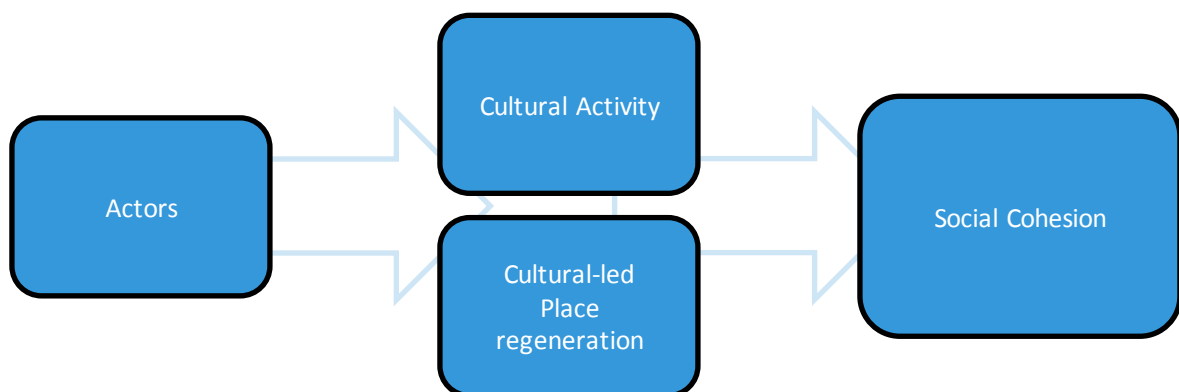 Cultural Activity
Actors
Social Cohesion
Cultural-led
Place
regeneration